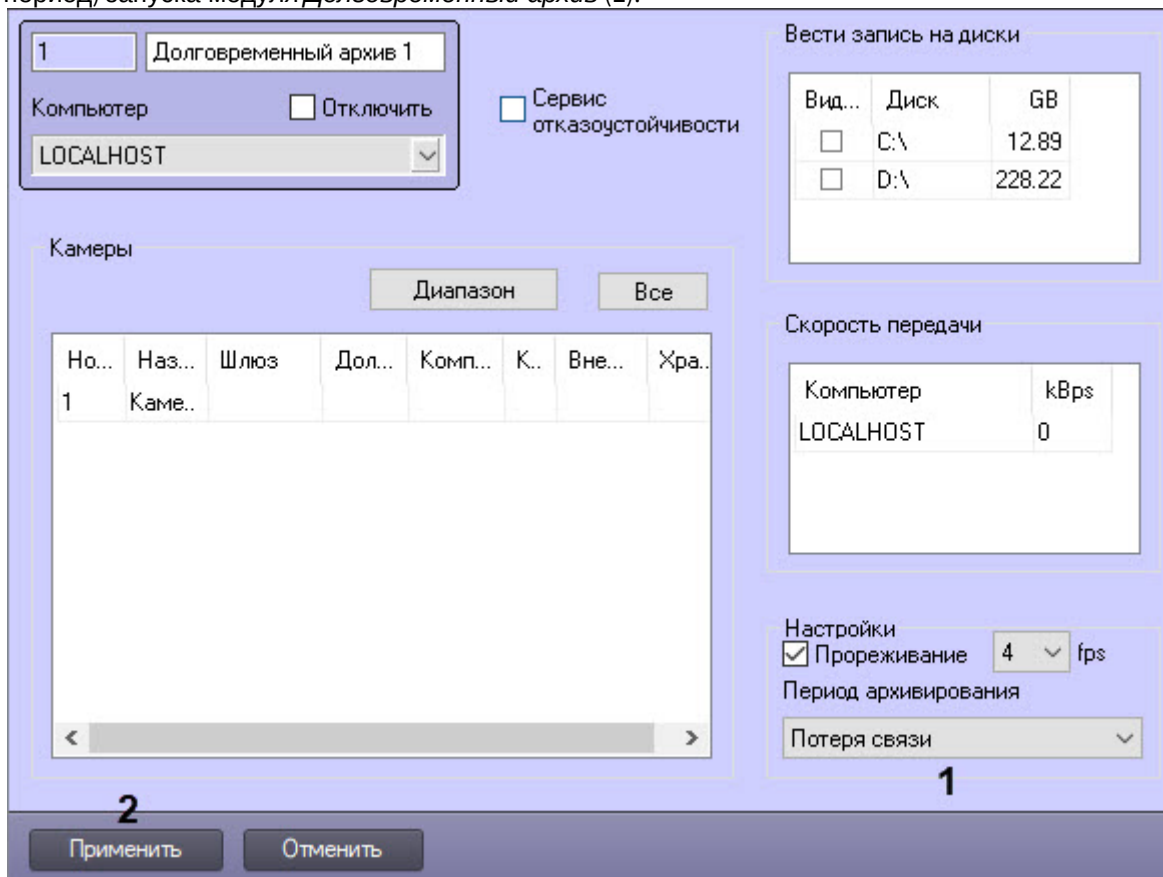 период) запуска модуля Долговременный архив (1).
1
Долговременный архив 1
Компьютер
Отключить
LOCALHOST
Сервис
отказоустойчивости
Вести запись на диски
Вид... Диск GB
C:\ 12.89
D:\ 228.22
Камеры
Диапазон
Все
Но... Наз... Шлюз Дол... Комп... К.. Вне... Хра..
1 Каме..
Скорость передачи
Компьютер kBps
LOCALHOST 0
Настройки
Прореживание 4 fps
Период архивирования
Потеря связи
1
2
Применить
Отменить